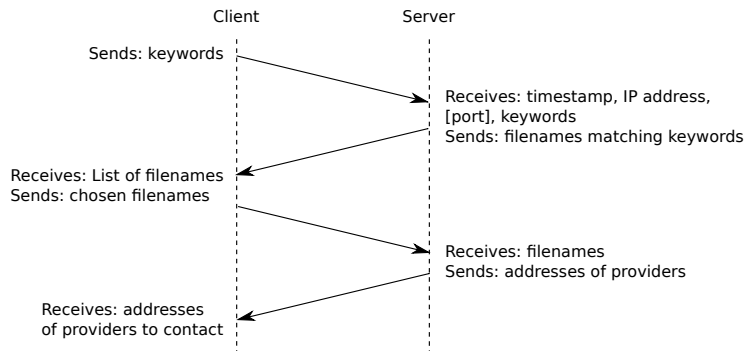 Client
Server
Sends: keywords
Receives: timestamp, IP address,
[port], keywords
Sends: filenames matching keywords
Receives: List of filenames
Sends: chosen filenames
Receives: filenames
Sends: addresses of providers
Receives: addresses
of providers to contact